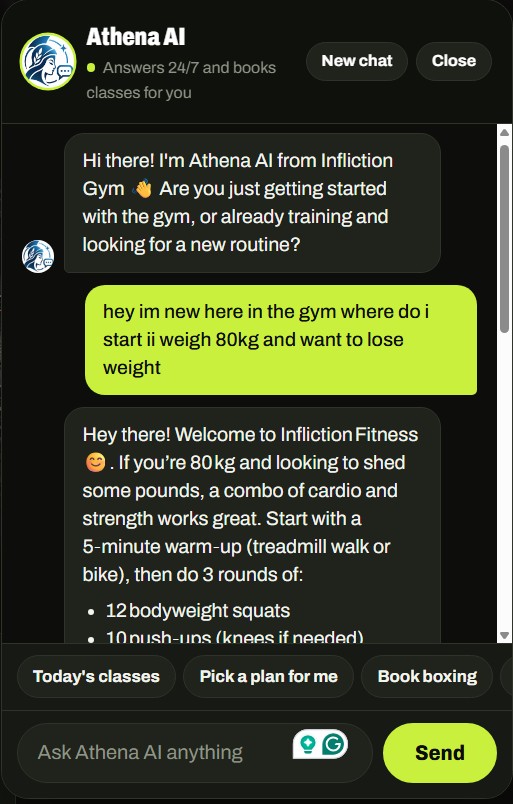 Athena AI
Answers 24/7 and books
classes for you
New chat
Close
Hi there! I'm Athena AI from Infliction
Gym 👋 Are you just getting started
with the gym, or already training and
looking for a new routine?
hey im new here in the gym where do i
start ii weigh 80kg and want to lose
weight
Hey there! Welcome to Infliction Fitness
😊. If you’re 80 kg and looking to shed
some pounds, a combo of cardio and
strength works great. Start with a
5-minute warm-up (treadmill walk or
bike), then do 3 rounds of:
• 12 bodyweight squats
• 10 push-ups (knees if needed)
Today's classes
Pick a plan for me
Book boxing
Ask Athena AI anything
Send